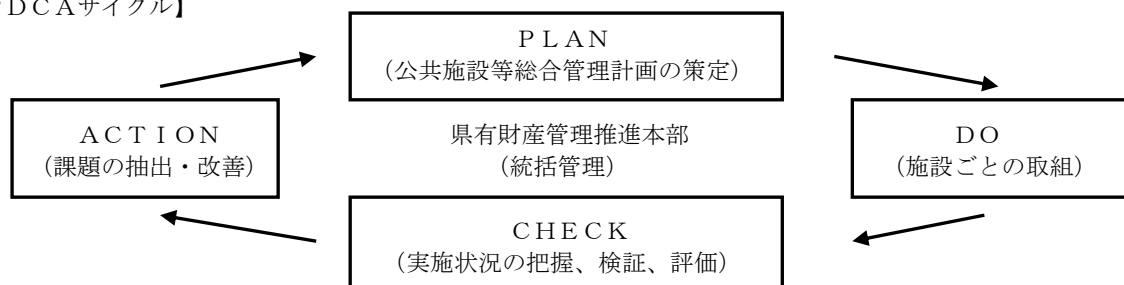 ＤＣＡサイクル】
ＰＬＡＮ
（公共施設等総合管理計画の策定）
ＡＣＴＩＯＮ
（課題の抽出・改善）
県有財産管理推進本部
（統括管理）
ＤＯ
（施設ごとの取組）
ＣＨＥＣＫ
（実施状況の把握、検証、評価）